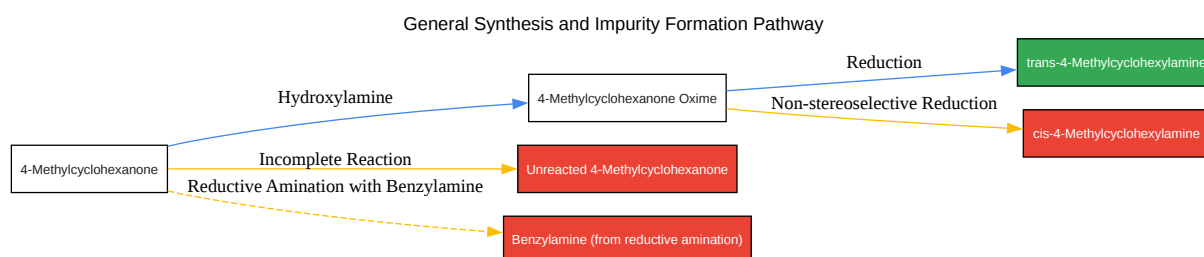 General Synthesis and Impurity Formation Pathway
Reduction
trans-4-Methylcyclohexylamine
Hydroxylamine
4-Methylcyclohexanone Oxime
Non-stereoselective Reduction
cis-4-Methylcyclohexylamine
4-Methylcyclohexanone
Incomplete Reaction
Unreacted 4-Methylcyclohexanone
Reductive Amination with Benzylamine
Benzylamine (from reductive amination)